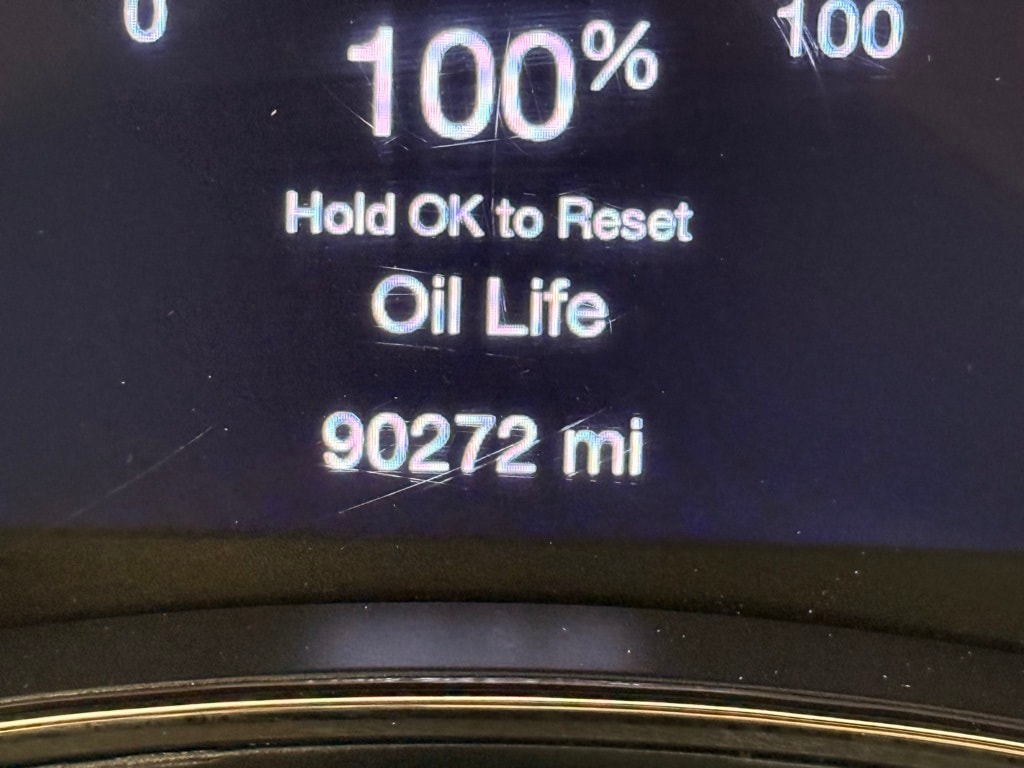 0 100% 100
Hold OK to Reset
Oil Life
90272 mi